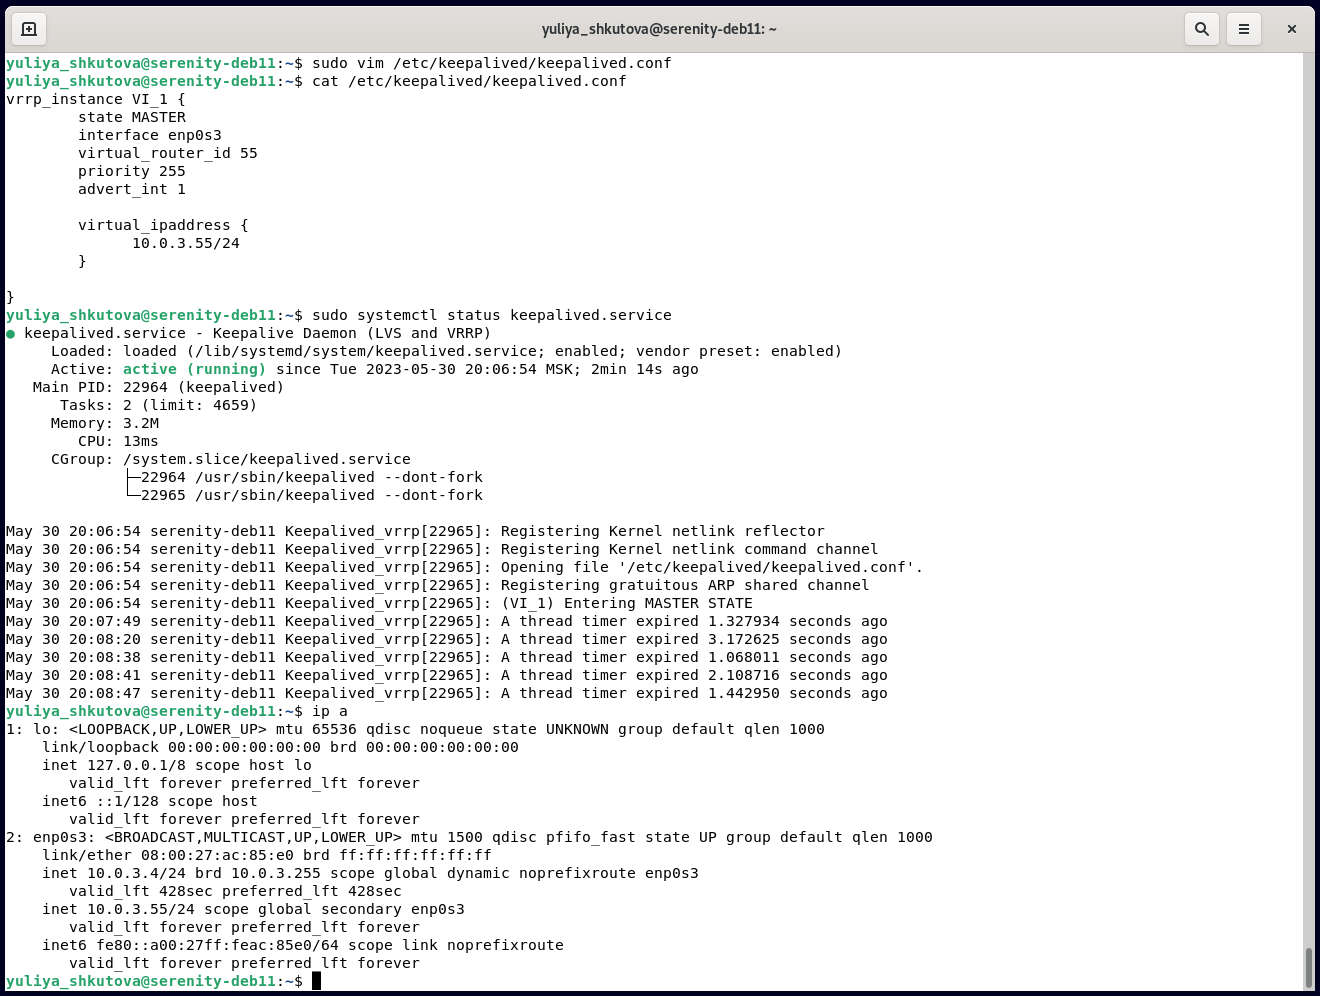 yuliya_shkutova@serenity-deb11: ~
yuliya_shkutova@serenity-deb11:~$ sudo vim /etc/keepalived/keepalived.conf
yuliya_shkutova@serenity-deb11:~$ cat /etc/keepalived/keepalived.conf
vrrp_instance VI_1 {
        state MASTER
        interface enp0s3
        virtual_router_id 55
        priority 255
        advert_int 1

        virtual_ipaddress {
              10.0.3.55/24
        }

}
yuliya_shkutova@serenity-deb11:~$ sudo systemctl status keepalived.service
● keepalived.service - Keepalive Daemon (LVS and VRRP)
     Loaded: loaded (/lib/systemd/system/keepalived.service; enabled; vendor preset: enabled)
     Active: active (running) since Tue 2023-05-30 20:06:54 MSK; 2min 14s ago
   Main PID: 22964 (keepalived)
      Tasks: 2 (limit: 4659)
     Memory: 3.2M
        CPU: 13ms
     CGroup: /system.slice/keepalived.service
             ├─22964 /usr/sbin/keepalived --dont-fork
             └─22965 /usr/sbin/keepalived --dont-fork

May 30 20:06:54 serenity-deb11 Keepalived_vrrp[22965]: Registering Kernel netlink reflector
May 30 20:06:54 serenity-deb11 Keepalived_vrrp[22965]: Registering Kernel netlink command channel
May 30 20:06:54 serenity-deb11 Keepalived_vrrp[22965]: Opening file '/etc/keepalived/keepalived.conf'.
May 30 20:06:54 serenity-deb11 Keepalived_vrrp[22965]: Registering gratuitous ARP shared channel
May 30 20:06:54 serenity-deb11 Keepalived_vrrp[22965]: (VI_1) Entering MASTER STATE
May 30 20:07:49 serenity-deb11 Keepalived_vrrp[22965]: A thread timer expired 1.327934 seconds ago
May 30 20:08:20 serenity-deb11 Keepalived_vrrp[22965]: A thread timer expired 3.172625 seconds ago
May 30 20:08:38 serenity-deb11 Keepalived_vrrp[22965]: A thread timer expired 1.068011 seconds ago
May 30 20:08:41 serenity-deb11 Keepalived_vrrp[22965]: A thread timer expired 2.108716 seconds ago
May 30 20:08:47 serenity-deb11 Keepalived_vrrp[22965]: A thread timer expired 1.442950 seconds ago
yuliya_shkutova@serenity-deb11:~$ ip a
1: lo: <LOOPBACK,UP,LOWER_UP> mtu 65536 qdisc noqueue state UNKNOWN group default qlen 1000
    link/loopback 00:00:00:00:00:00 brd 00:00:00:00:00:00
    inet 127.0.0.1/8 scope host lo
       valid_lft forever preferred_lft forever
    inet6 ::1/128 scope host
       valid_lft forever preferred_lft forever
2: enp0s3: <BROADCAST,MULTICAST,UP,LOWER_UP> mtu 1500 qdisc pfifo_fast state UP group default qlen 1000
    link/ether 08:00:27:ac:85:e0 brd ff:ff:ff:ff:ff:ff
    inet 10.0.3.4/24 brd 10.0.3.255 scope global dynamic noprefixroute enp0s3
       valid_lft 428sec preferred_lft 428sec
    inet 10.0.3.55/24 scope global secondary enp0s3
       valid_lft forever preferred_lft forever
    inet6 fe80::a00:27ff:feac:85e0/64 scope link noprefixroute
       valid_lft forever preferred_lft forever
yuliya_shkutova@serenity-deb11:~$